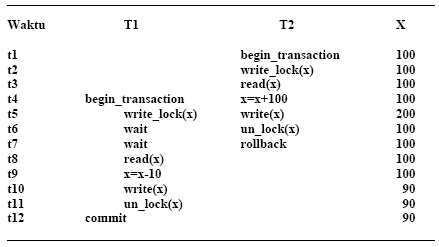 Waktu T1 T2 X
t1 begin_transaction 100
t2 write_lock(x) 100
t3 read(x) 100
t4 begin_transaction x=x+100 100
t5 write_lock(x) write(x) 200
t6 wait un_lock(x) 100
t7 wait rollback 100
t8 read(x) 100
t9 x=x-10 100
t10 write(x) 90
t11 un_lock(x) 90
t12 commit 90